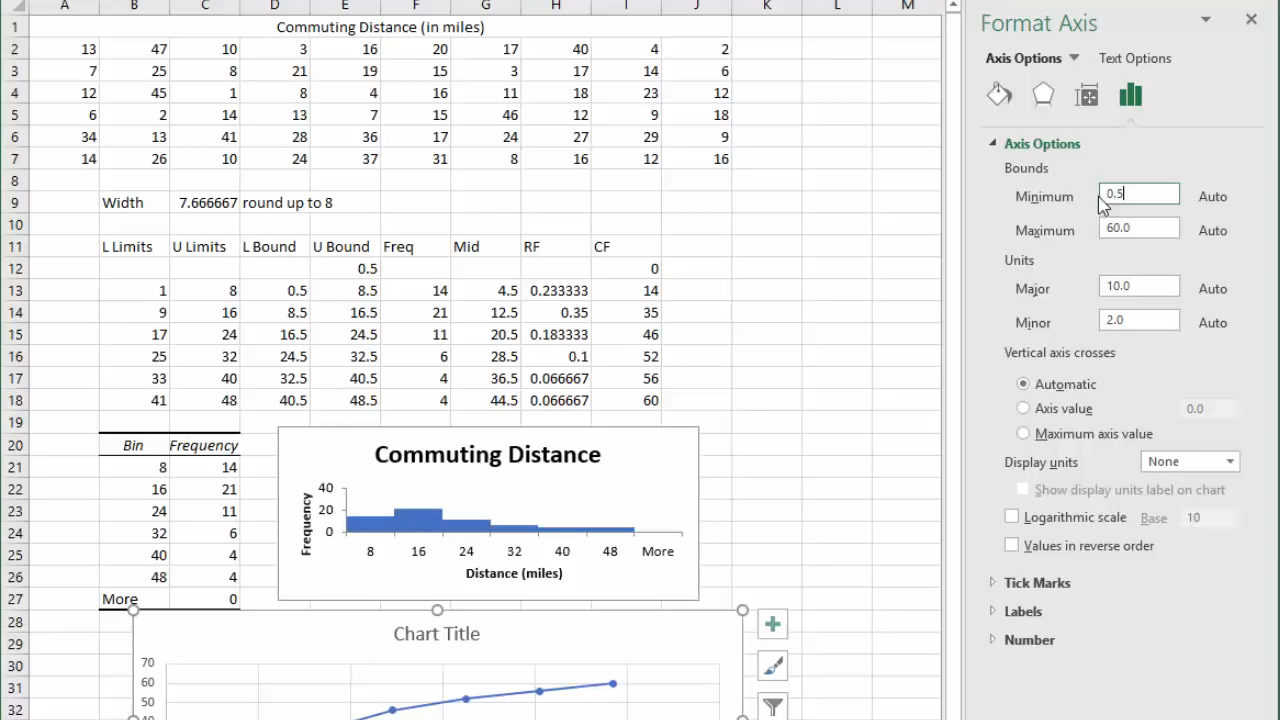 A B C D E F G H I J K L M
1 Commuting Distance (in miles)
2 13 47 10 3 16 20 17 40 4 2
3 7 25 8 21 19 15 3 17 14 6
4 12 45 1 8 4 16 11 18 23 12
5 6 2 14 13 7 15 46 12 9 18
6 34 13 41 28 36 17 24 27 29 9
7 14 26 10 24 37 31 8 16 12 16
8
9 Width 7.666667 round up to 8
10
11 L Limits U Limits L Bound U Bound Freq Mid RF CF
12 0.5 0
13 1 8 0.5 8.5 14 4.5 0.233333 14
14 9 16 8.5 16.5 21 12.5 0.35 35
15 17 24 16.5 24.5 11 20.5 0.183333 46
16 25 32 24.5 32.5 6 28.5 0.1 52
17 33 40 32.5 40.5 4 36.5 0.066667 56
18 41 48 40.5 48.5 4 44.5 0.066667 60
19
20 Bin Frequency
21 8 14
22 16 21
23 24 11
24 32 6
25 40 4
26 48 4
27 More 0
28
29
30
31
32
Commuting Distance
Frequency
40
20
0
8 16 24 32 40 48 More
Distance (miles)
Chart Title
70
60
50
40
Format Axis
Axis Options Text Options
Axis Options
Bounds
Minimum 0.5 Auto
Maximum 60.0 Auto
Units
Major 10.0 Auto
Minor 2.0 Auto
Vertical axis crosses
Automatic
Axis value 0.0
Maximum axis value
Display units None
Show display units label on chart
Logarithmic scale Base 10
Values in reverse order
Tick Marks
Labels
Number